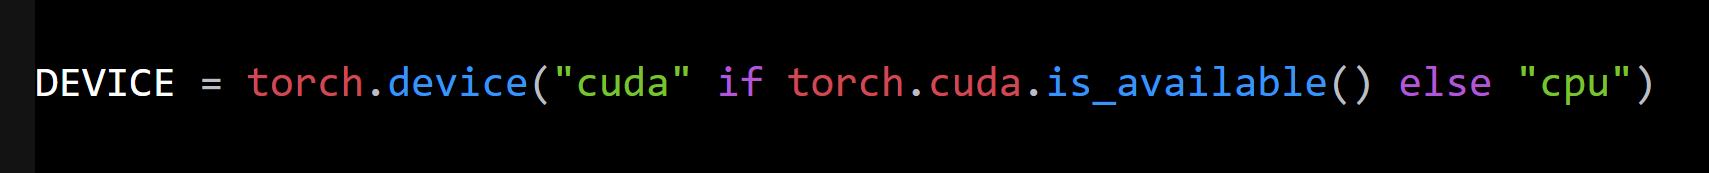 DEVICE = torch.device("cuda" if torch.cuda.is_available() else "cpu")